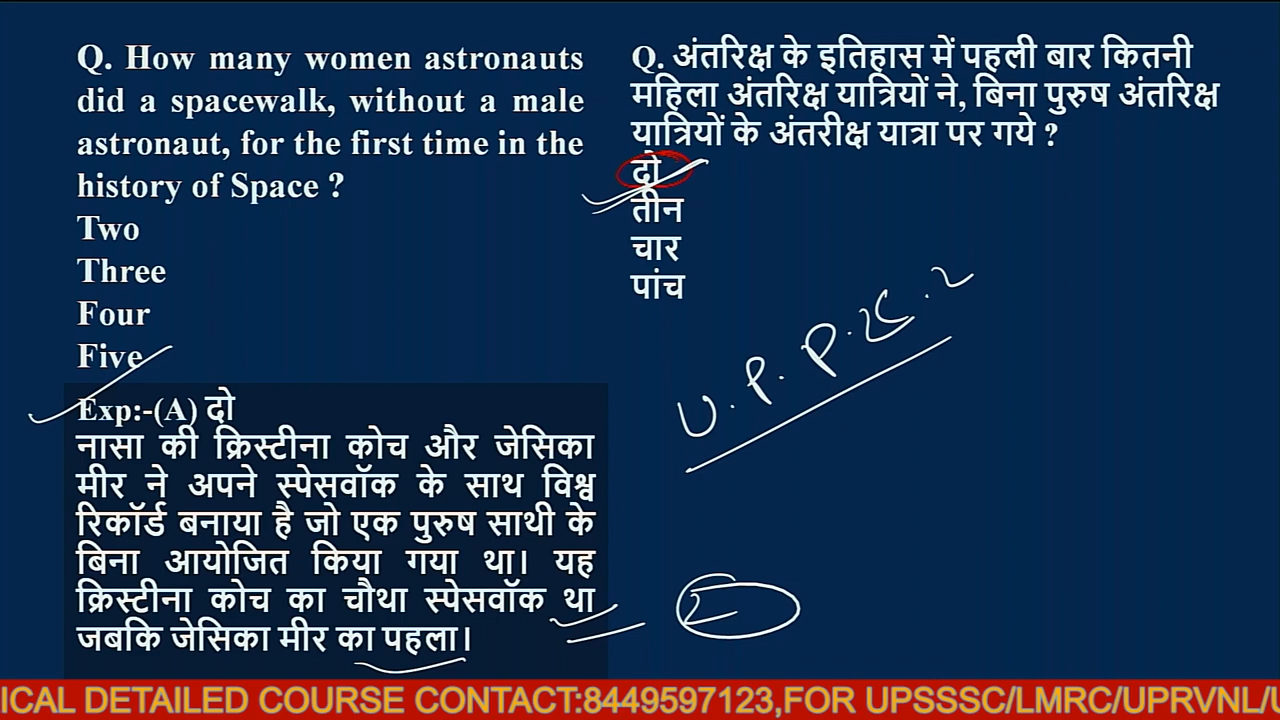 Q. How many women astronauts
did a spacewalk, without a male
astronaut, for the first time in the
history of Space ?
Two
Three
Four
Five
Exp:-(A) दो
नासा की क्रिस्टीना कोच और जेसिका
मीर ने अपने स्पेसवॉक के साथ विश्व
रिकॉर्ड बनाया है जो एक पुरुष साथी के
बिना आयोजित किया गया था। यह
क्रिस्टीना कोच का चौथा स्पेसवॉक था
जबकि जेसिका मीर का पहला।
Q. अंतरिक्ष के इतिहास में पहली बार कितनी
महिला अंतरिक्ष यात्रियों ने, बिना पुरुष अंतरिक्ष
यात्रियों के अंतरीक्ष यात्रा पर गये ?
दो
तीन
चार
पांच
2
ICAL DETAILED COURSE CONTACT:8449597123,FOR UPSSSC/LMRC/UPRVNL/U